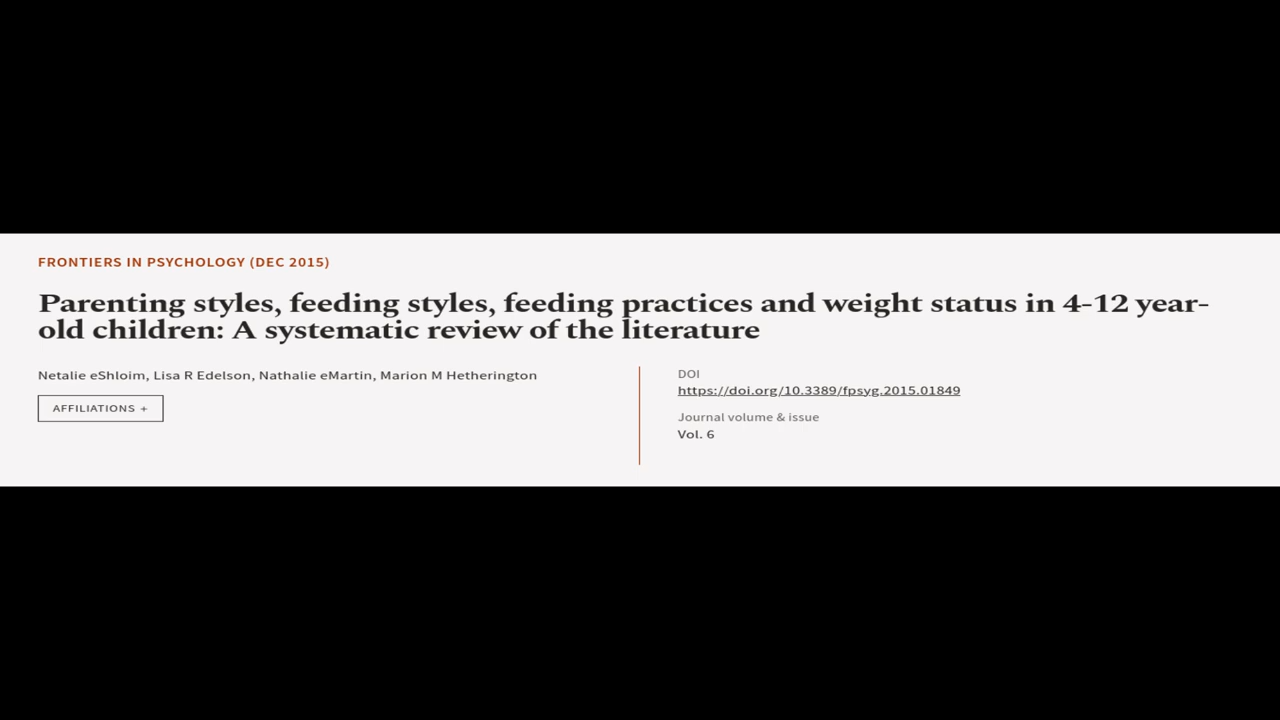 FRONTIERS IN PSYCHOLOGY (DEC 2015)
Parenting styles, feeding styles, feeding practices and weight status in 4-12 year-
old children: A systematic review of the literature
Netalie eShloim, Lisa R Edelson, Nathalie eMartin, Marion M Hetherington
AFFILIATIONS +
DOI
https://doi.org/10.3389/fpsyg.2015.01849
Journal volume & issue
Vol. 6